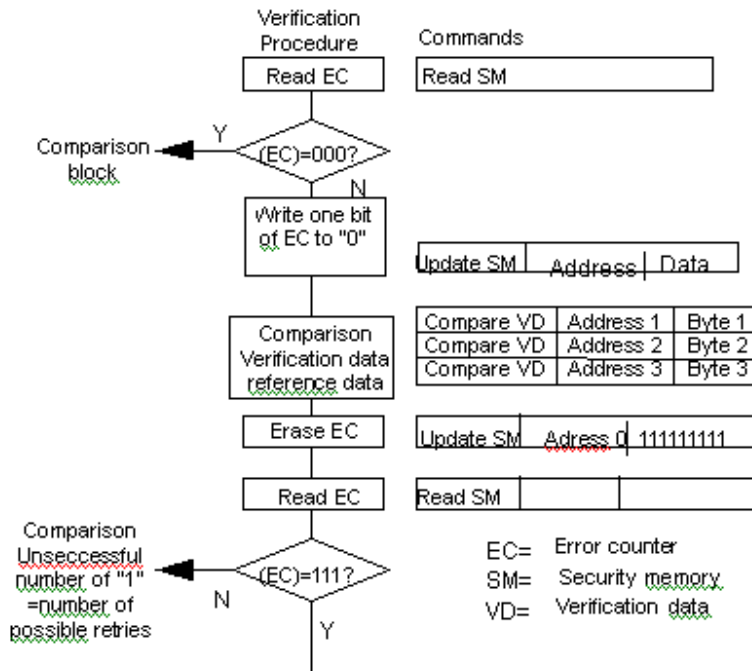 Verification
Procedure
Commands
Read EC
Read SM
Y
(EC)=000?
Comparison
block
N
Write one bit
of EC to "0"
Update SM Address Data
Comparison
Verification data
reference data
Compare VD Address 1 Byte 1
Compare VD Address 2 Byte 2
Compare VD Address 3 Byte 3
Erase EC
Update SM Adress 0 111111111
Read EC
Read SM
Comparison
Unseccessful
number of "1"
=number of
possible retries
(EC)=111?
N
Y
EC= Error counter
SM= Security memory
VD= Verification data